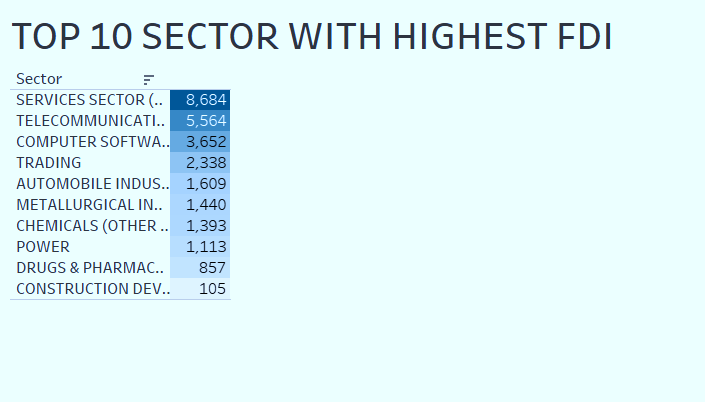 TOP 10 SECTOR WITH HIGHEST FDI
Sector
SERVICES SECTOR (.. 8,684
TELECOMMUNICATI.. 5,564
COMPUTER SOFTWA.. 3,652
TRADING 2,338
AUTOMOBILE INDUS.. 1,609
METALLURGICAL IN.. 1,440
CHEMICALS (OTHER .. 1,393
POWER 1,113
DRUGS & PHARMAC.. 857
CONSTRUCTION DEV.. 105